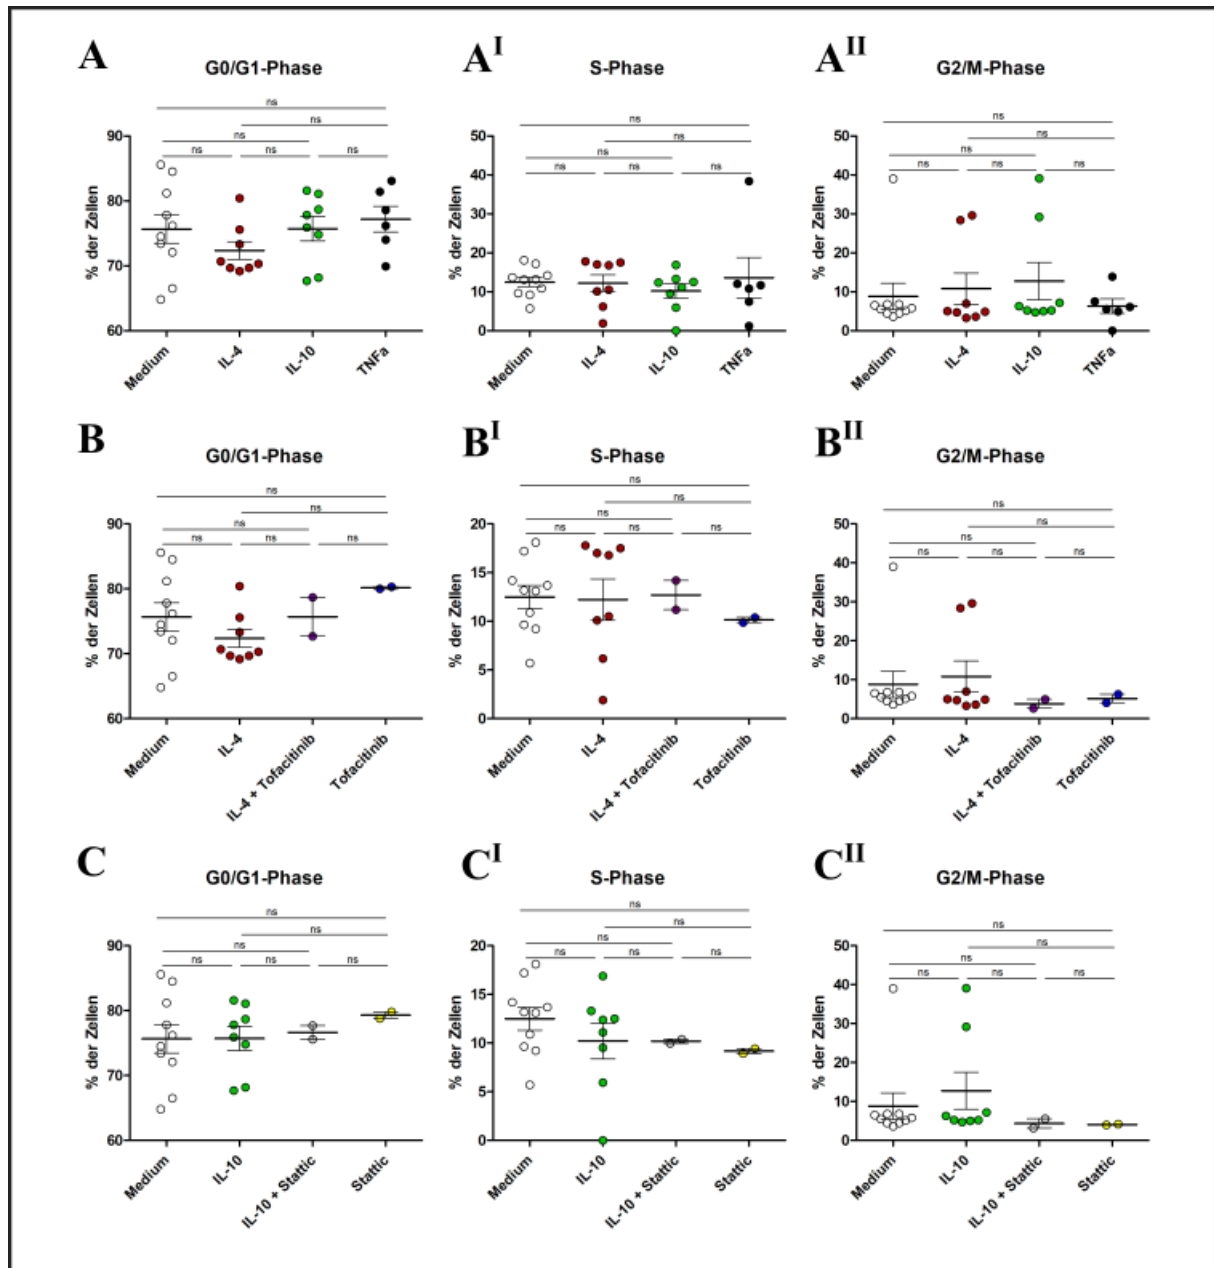 A
G0/G1-Phase
ns
ns
ns
ns ns ns
90
80
70
60
% der Zellen
Medium
IL-4
IL-10
TNFa
A^I
S-Phase
ns
ns
ns
ns ns ns
50
40
30
20
10
0
% der Zellen
Medium
IL-4
IL-10
TNFa
A^II
G2/M-Phase
ns
ns
ns
ns ns ns
50
40
30
20
10
0
% der Zellen
Medium
IL-4
IL-10
TNFa
B
G0/G1-Phase
ns
ns
ns
ns ns ns
90
80
70
60
% der Zellen
Medium
IL-4
IL-4 + Tofacitinib
Tofacitinib
B^I
S-Phase
ns
ns
ns
ns ns ns
20
15
10
5
0
% der Zellen
Medium
IL-4
IL-4 + Tofacitinib
Tofacitinib
B^II
G2/M-Phase
ns
ns
ns
ns ns ns
50
40
30
20
10
0
% der Zellen
Medium
IL-4
IL-4 + Tofacitinib
Tofacitinib
C
G0/G1-Phase
ns
ns
ns
ns ns ns
90
80
70
60
% der Zellen
Medium
IL-10
IL-10 + Stattic
Stattic
C^I
S-Phase
ns
ns
ns
ns ns ns
20
15
10
5
0
% der Zellen
Medium
IL-10
IL-10 + Stattic
Stattic
C^II
G2/M-Phase
ns
ns
ns
ns ns ns
50
40
30
20
10
0
% der Zellen
Medium
IL-10
IL-10 + Stattic
Stattic